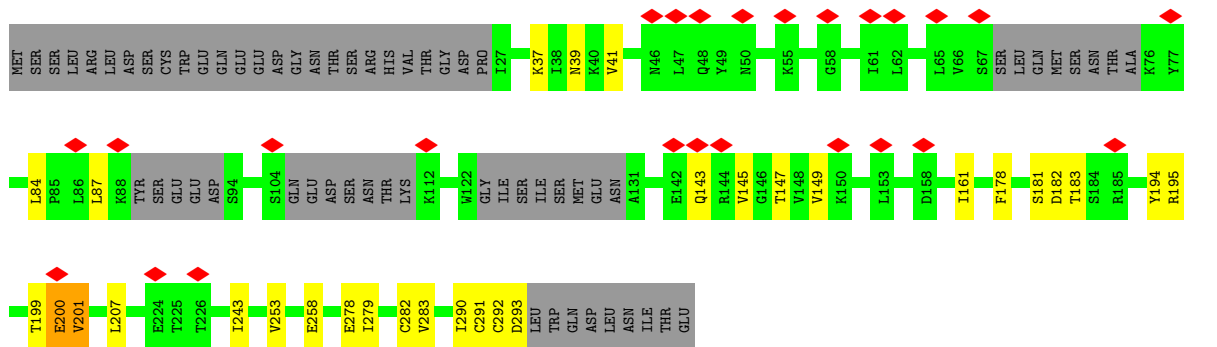 MET SER SER LEU ARG LEU LEU ASP SER CYS TRP GLU GLN GLU GLU ASP GLY ASN THR SER ARG HIS VAL THR GLY ASP PRO I27 K37 I38 N39 K40 V41 N46 L47 Q48 Y49 N50 K55 G58 I61 L62 L65 V66 S67 SER LEU GLN MET SER ASN THR ALA K76 Y77
L84 P85 L86 L87 K88 TYR SER GLU GLU ASP S94 S104 GLN GLU ASP SER ASN THR LYS K112 W122 GLY ILE SER ILE SER MET GLU ASN A131 E142 Q143 R144 V145 G146 T147 V148 V149 K150 L153 D158 I161 F178 S181 D182 T183 S184 R185 Y194 R195
T199 E200 V201 L207 E224 T225 T226 I243 V253 E258 E278 I279 C282 V283 I290 C291 C292 D293 LEU TRP GLN ASP LEU ASN ILE THR GLU